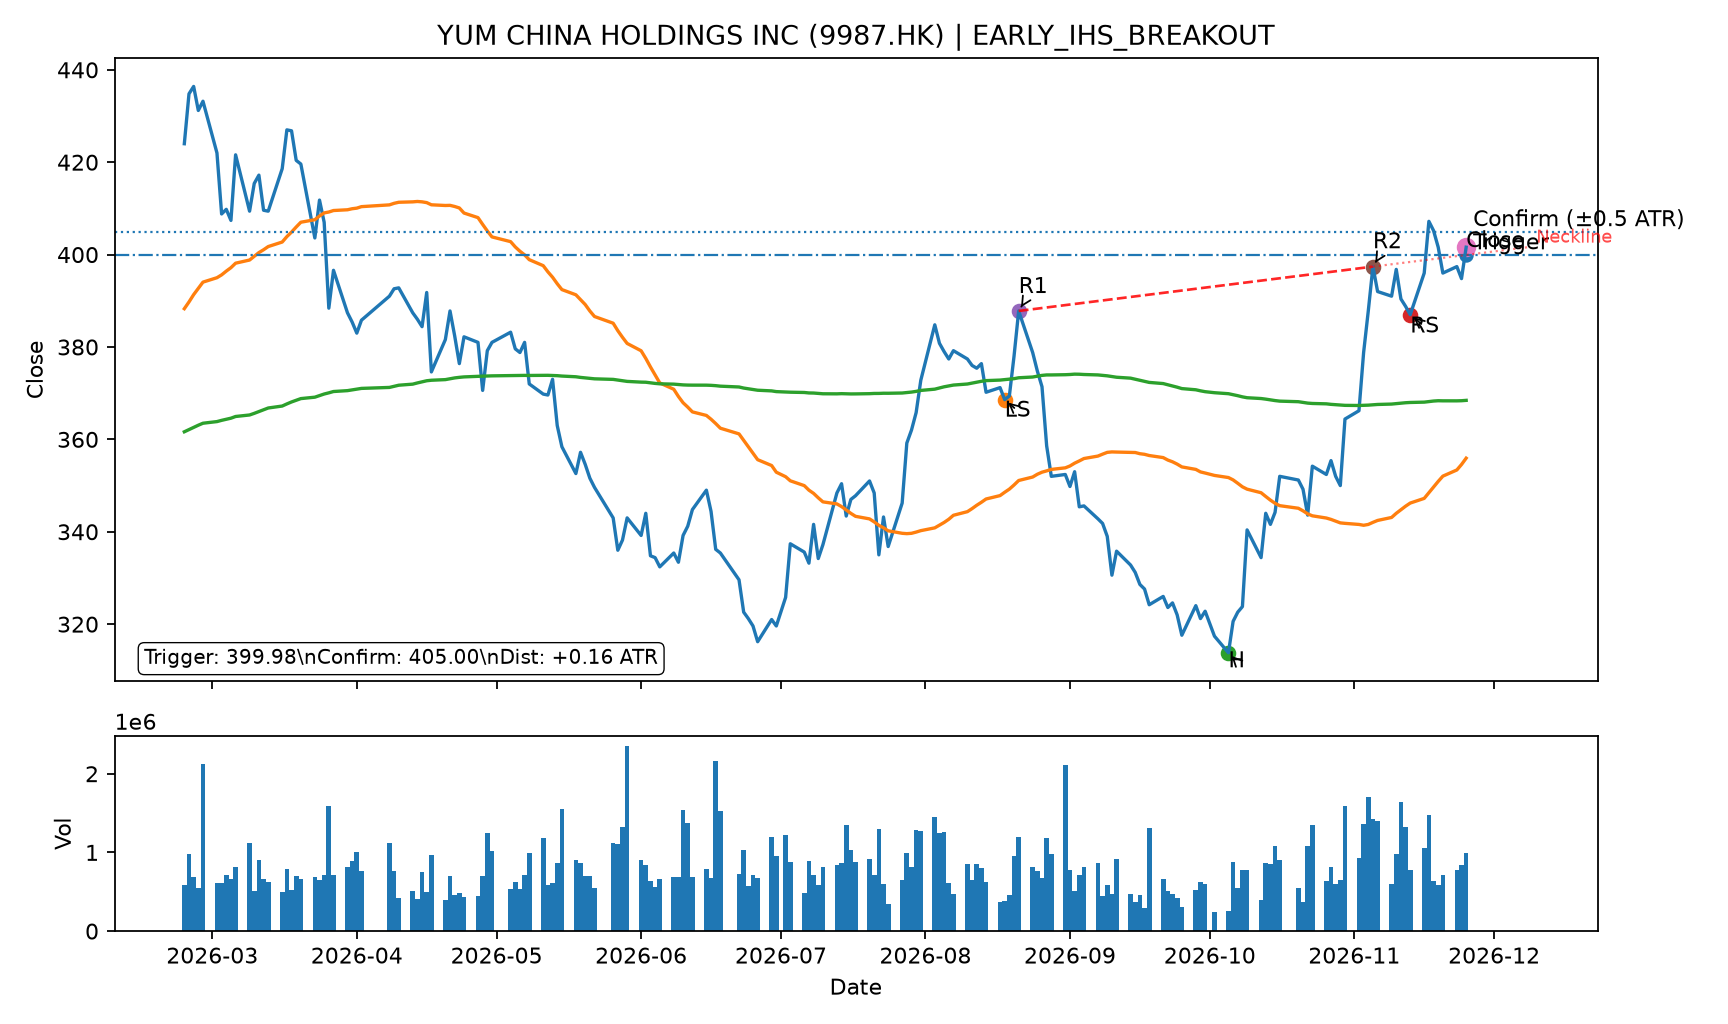 YUM CHINA HOLDINGS INC (9987.HK) | EARLY_IHS_BREAKOUT
440
420
400
380
360
340
320
Close
R1
R2
LS
H
RS
Confirm (±0.5 ATR)
Close
Trigger
Neckline
Trigger: 399.98\nConfirm: 405.00\nDist: +0.16 ATR
1e6
2
1
0
Vol
2026-03
2026-04
2026-05
2026-06
2026-07
2026-08
2026-09
2026-10
2026-11
2026-12
Date